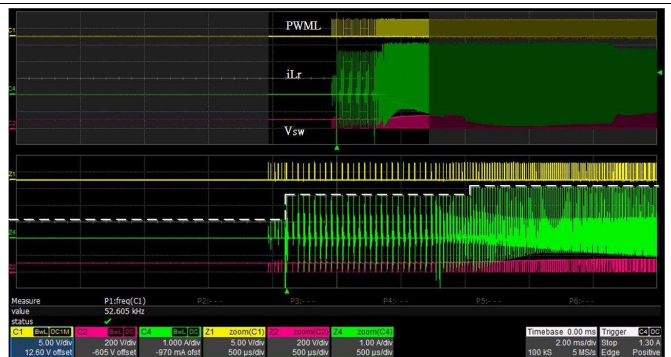 C1
PWML
iLr
C4
Vsw
Z1
Z4
Measure P1:freq(C1) P2:- - - P3:- - - P4:- - - P5:- - - P6:- - -
value 52.605 kHz
status ✓
C1 BwL DC1M C2 BwL DC C4 BwL DC Z1 zoom(C1) Z2 zoom(C2) Z4 zoom(C4) Timebase 0.00 ms Trigger C4 DC
5.00 V/div 200 V/div 1.000 A/div 5.00 V/div 200 V/div 1.00 A/div 2.00 ms/div Stop 1.30 A
12.60 V offset -605 V ofset -970 mA ofst 500 µs/div 500 µs/div 500 µs/div 100 kS 5 MS/s Edge Positive